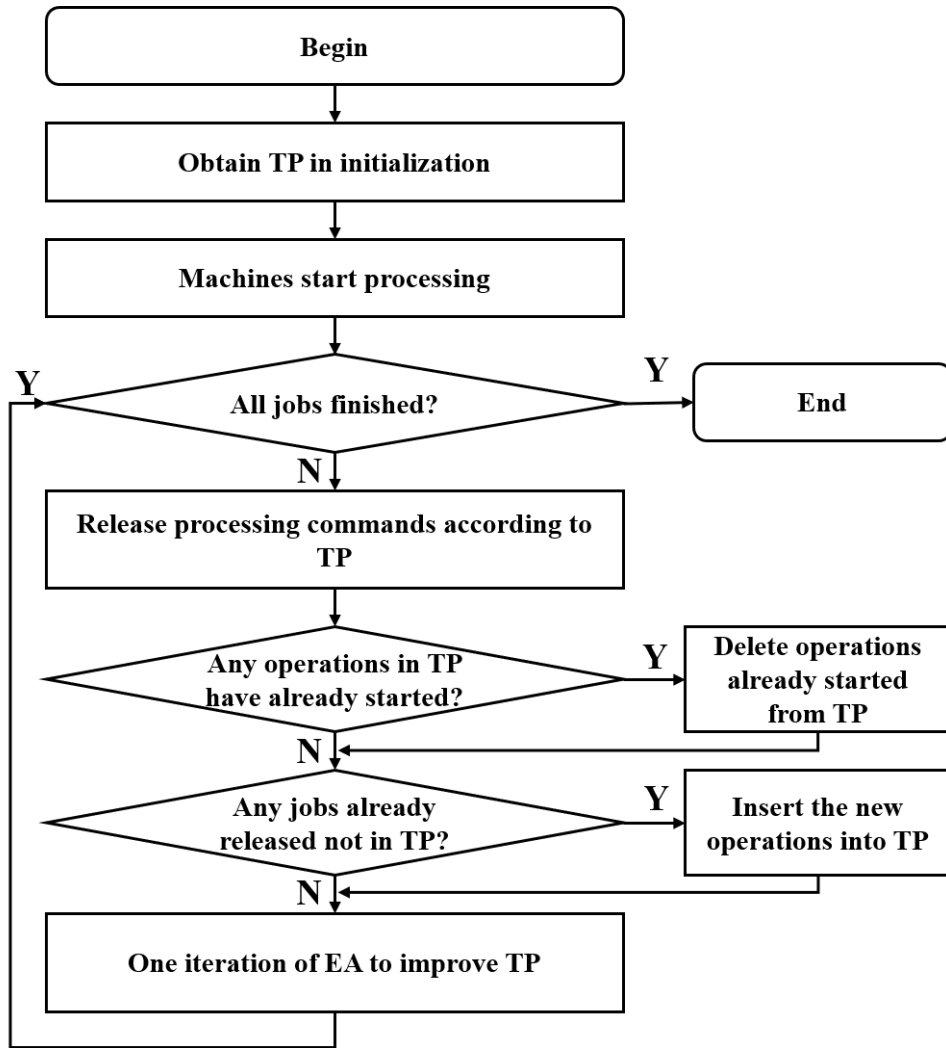 Begin
Obtain TP in initialization
Machines start processing
Y
All jobs finished?
Y
End
N
Release processing commands according to
TP
Any operations in TP
have already started?
Y
Delete operations
already started
from TP
N
Any jobs already
released not in TP?
Y
Insert the new
operations into TP
N
One iteration of EA to improve TP